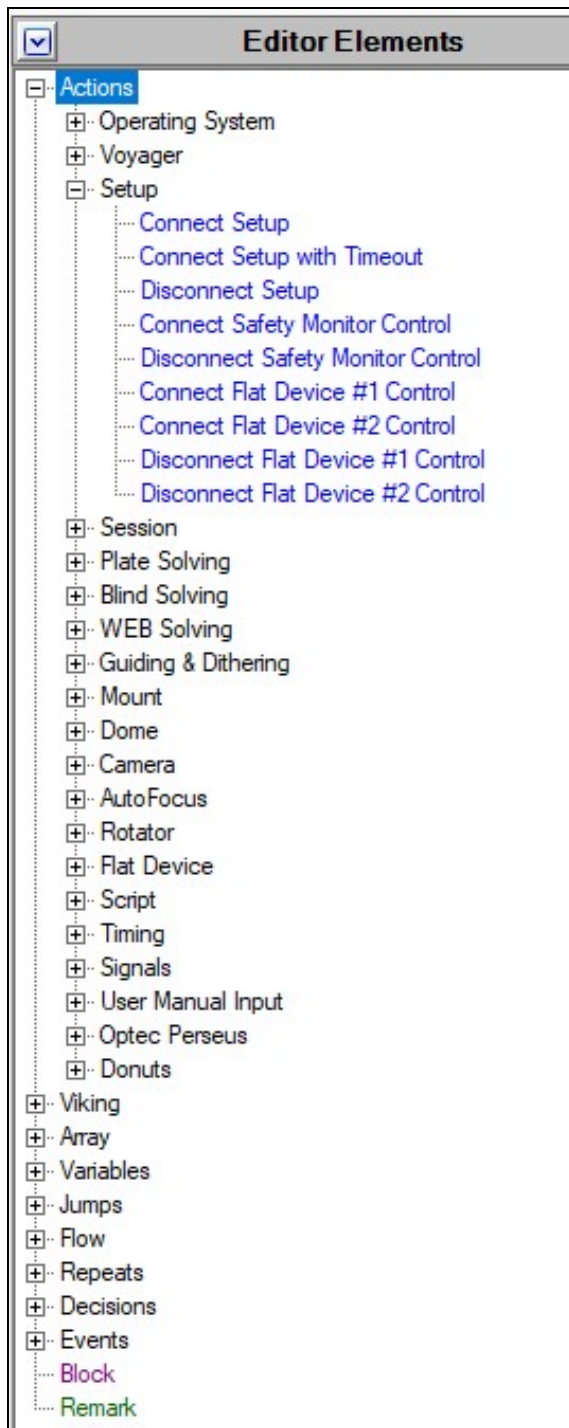 Editor Elements
Actions
Operating System
Voyager
Setup
Connect Setup
Connect Setup with Timeout
Disconnect Setup
Connect Safety Monitor Control
Disconnect Safety Monitor Control
Connect Flat Device #1 Control
Connect Flat Device #2 Control
Disconnect Flat Device #1 Control
Disconnect Flat Device #2 Control
Session
Plate Solving
Blind Solving
WEB Solving
Guiding & Dithering
Mount
Dome
Camera
AutoFocus
Rotator
Flat Device
Script
Timing
Signals
User Manual Input
Optec Perseus
Donuts
Viking
Array
Variables
Jumps
Flow
Repeats
Decisions
Events
Block
Remark